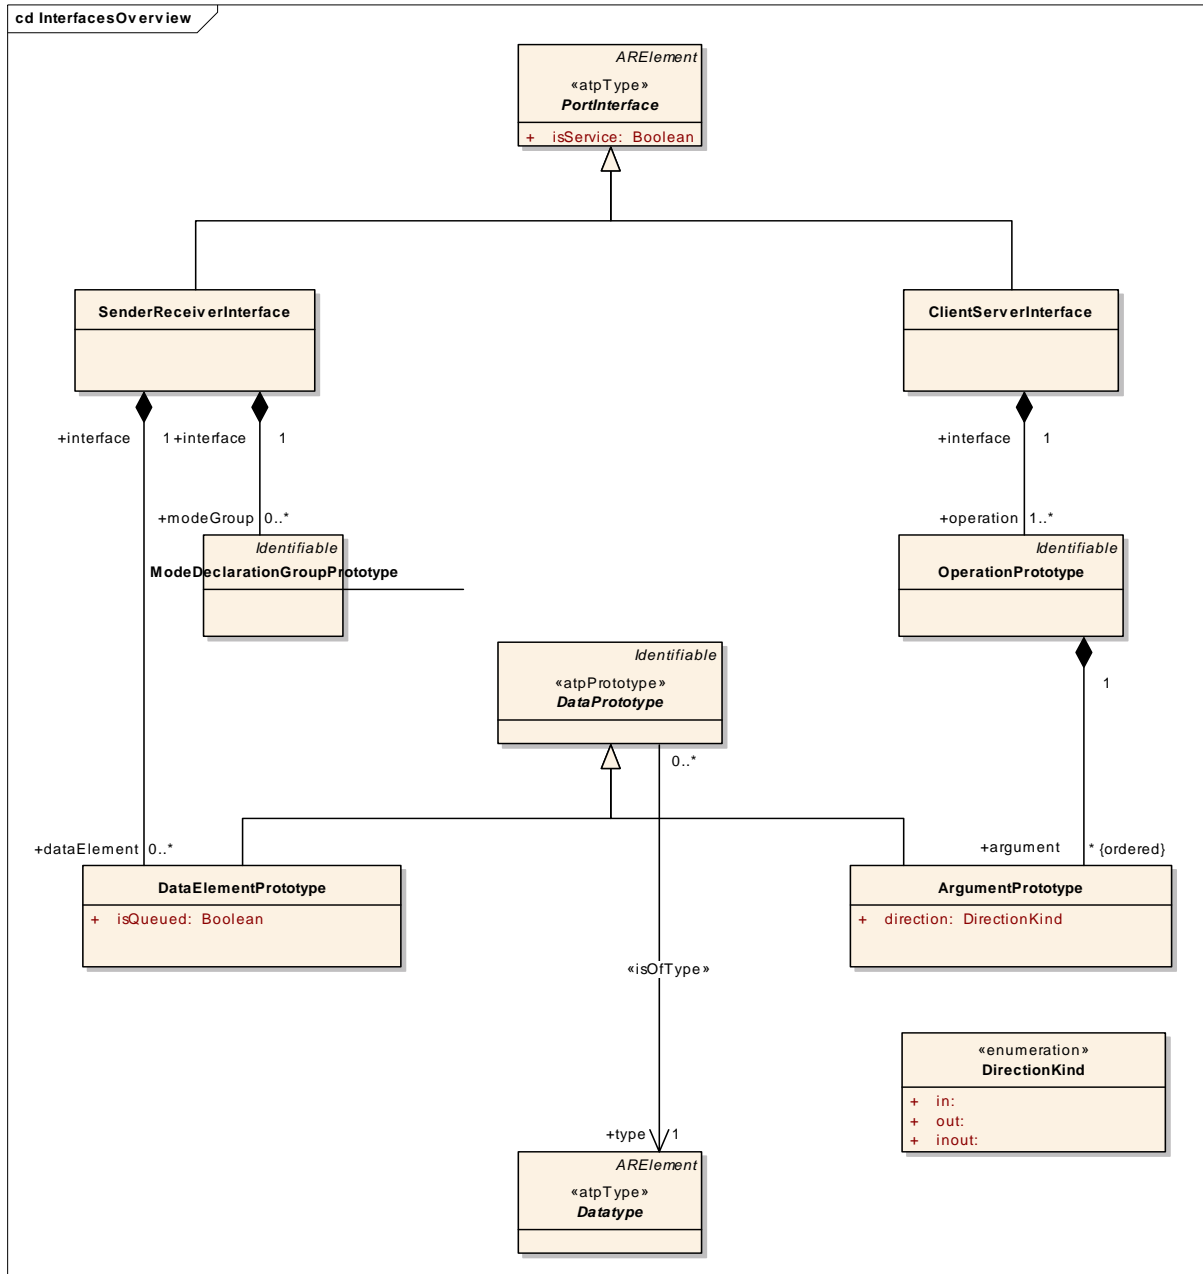 cd InterfacesOverview
ARElement
«atpType»
PortInterface
+ isService: Boolean
SenderReceiverInterface
ClientServerInterface
+interface 1 +interface 1
+interface 1
+modeGroup 0..*
+operation 1..*
Identifiable
ModeDeclarationGroupPrototype
Identifiable
OperationPrototype
Identifiable
«atpPrototype»
DataPrototype
1
0..*
+dataElement 0..*
+argument * {ordered}
DataElementPrototype
+ isQueued: Boolean
ArgumentPrototype
+ direction: DirectionKind
«isOfType»
«enumeration»
DirectionKind
+ in:
+ out:
+ inout:
+type 1
ARElement
«atpType»
Datatype